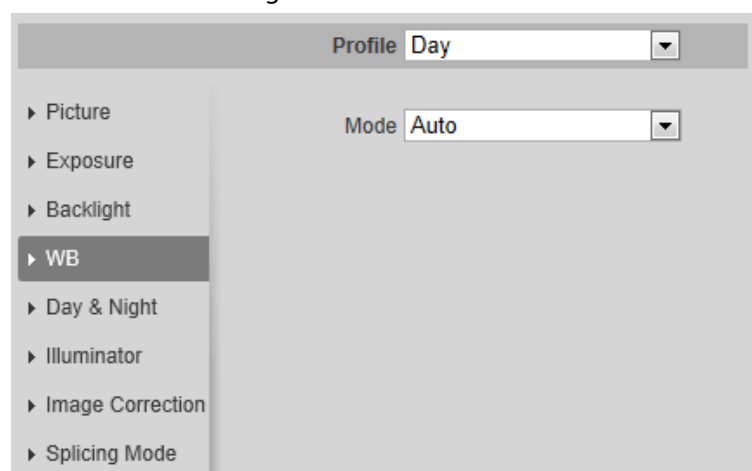 Profile Day
Picture
Mode Auto
Exposure
Backlight
WB
Day & Night
Illuminator
Image Correction
Splicing Mode